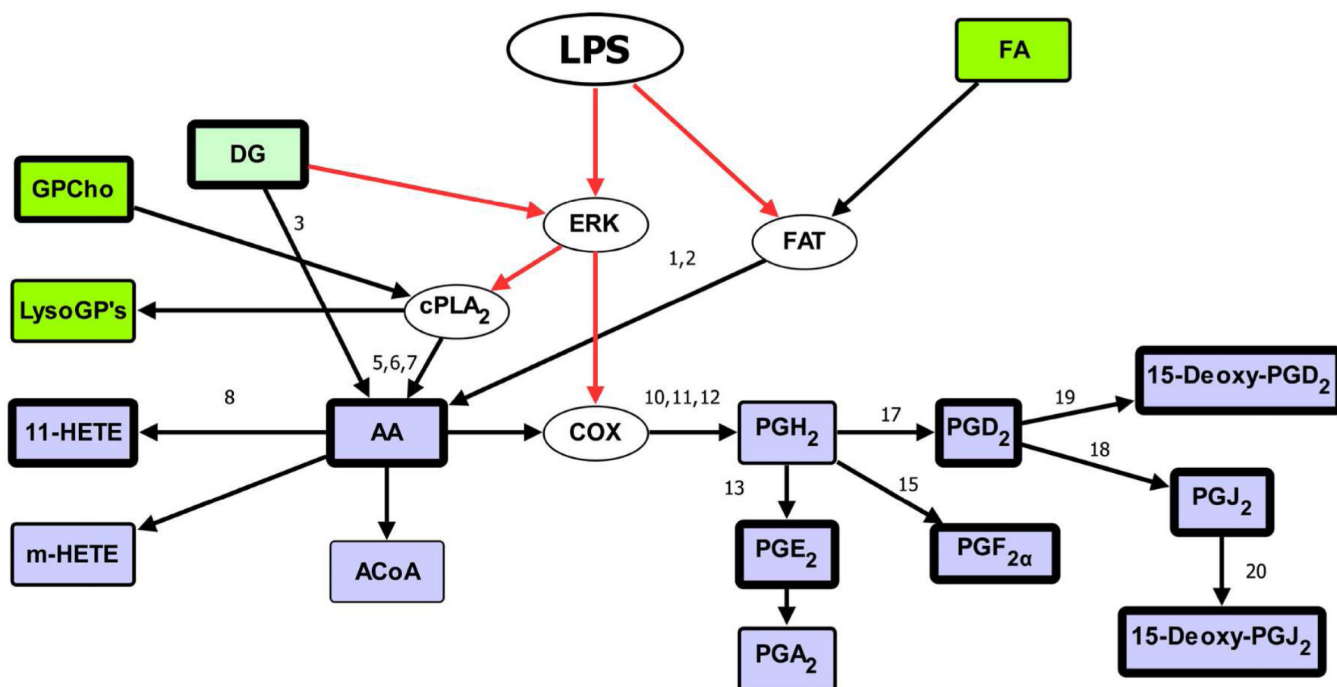 LPS
FA
DG
GPCho
3
ERK
FAT
1,2
LysoGP's
cPLA2
5,6,7
11-HETE
8
AA
COX
10,11,12
PGH2
17
PGD2
19
15-Deoxy-PGD2
18
PGJ2
m-HETE
ACoA
13
15
PGE2
PGF2α
20
PGA2
15-Deoxy-PGJ2